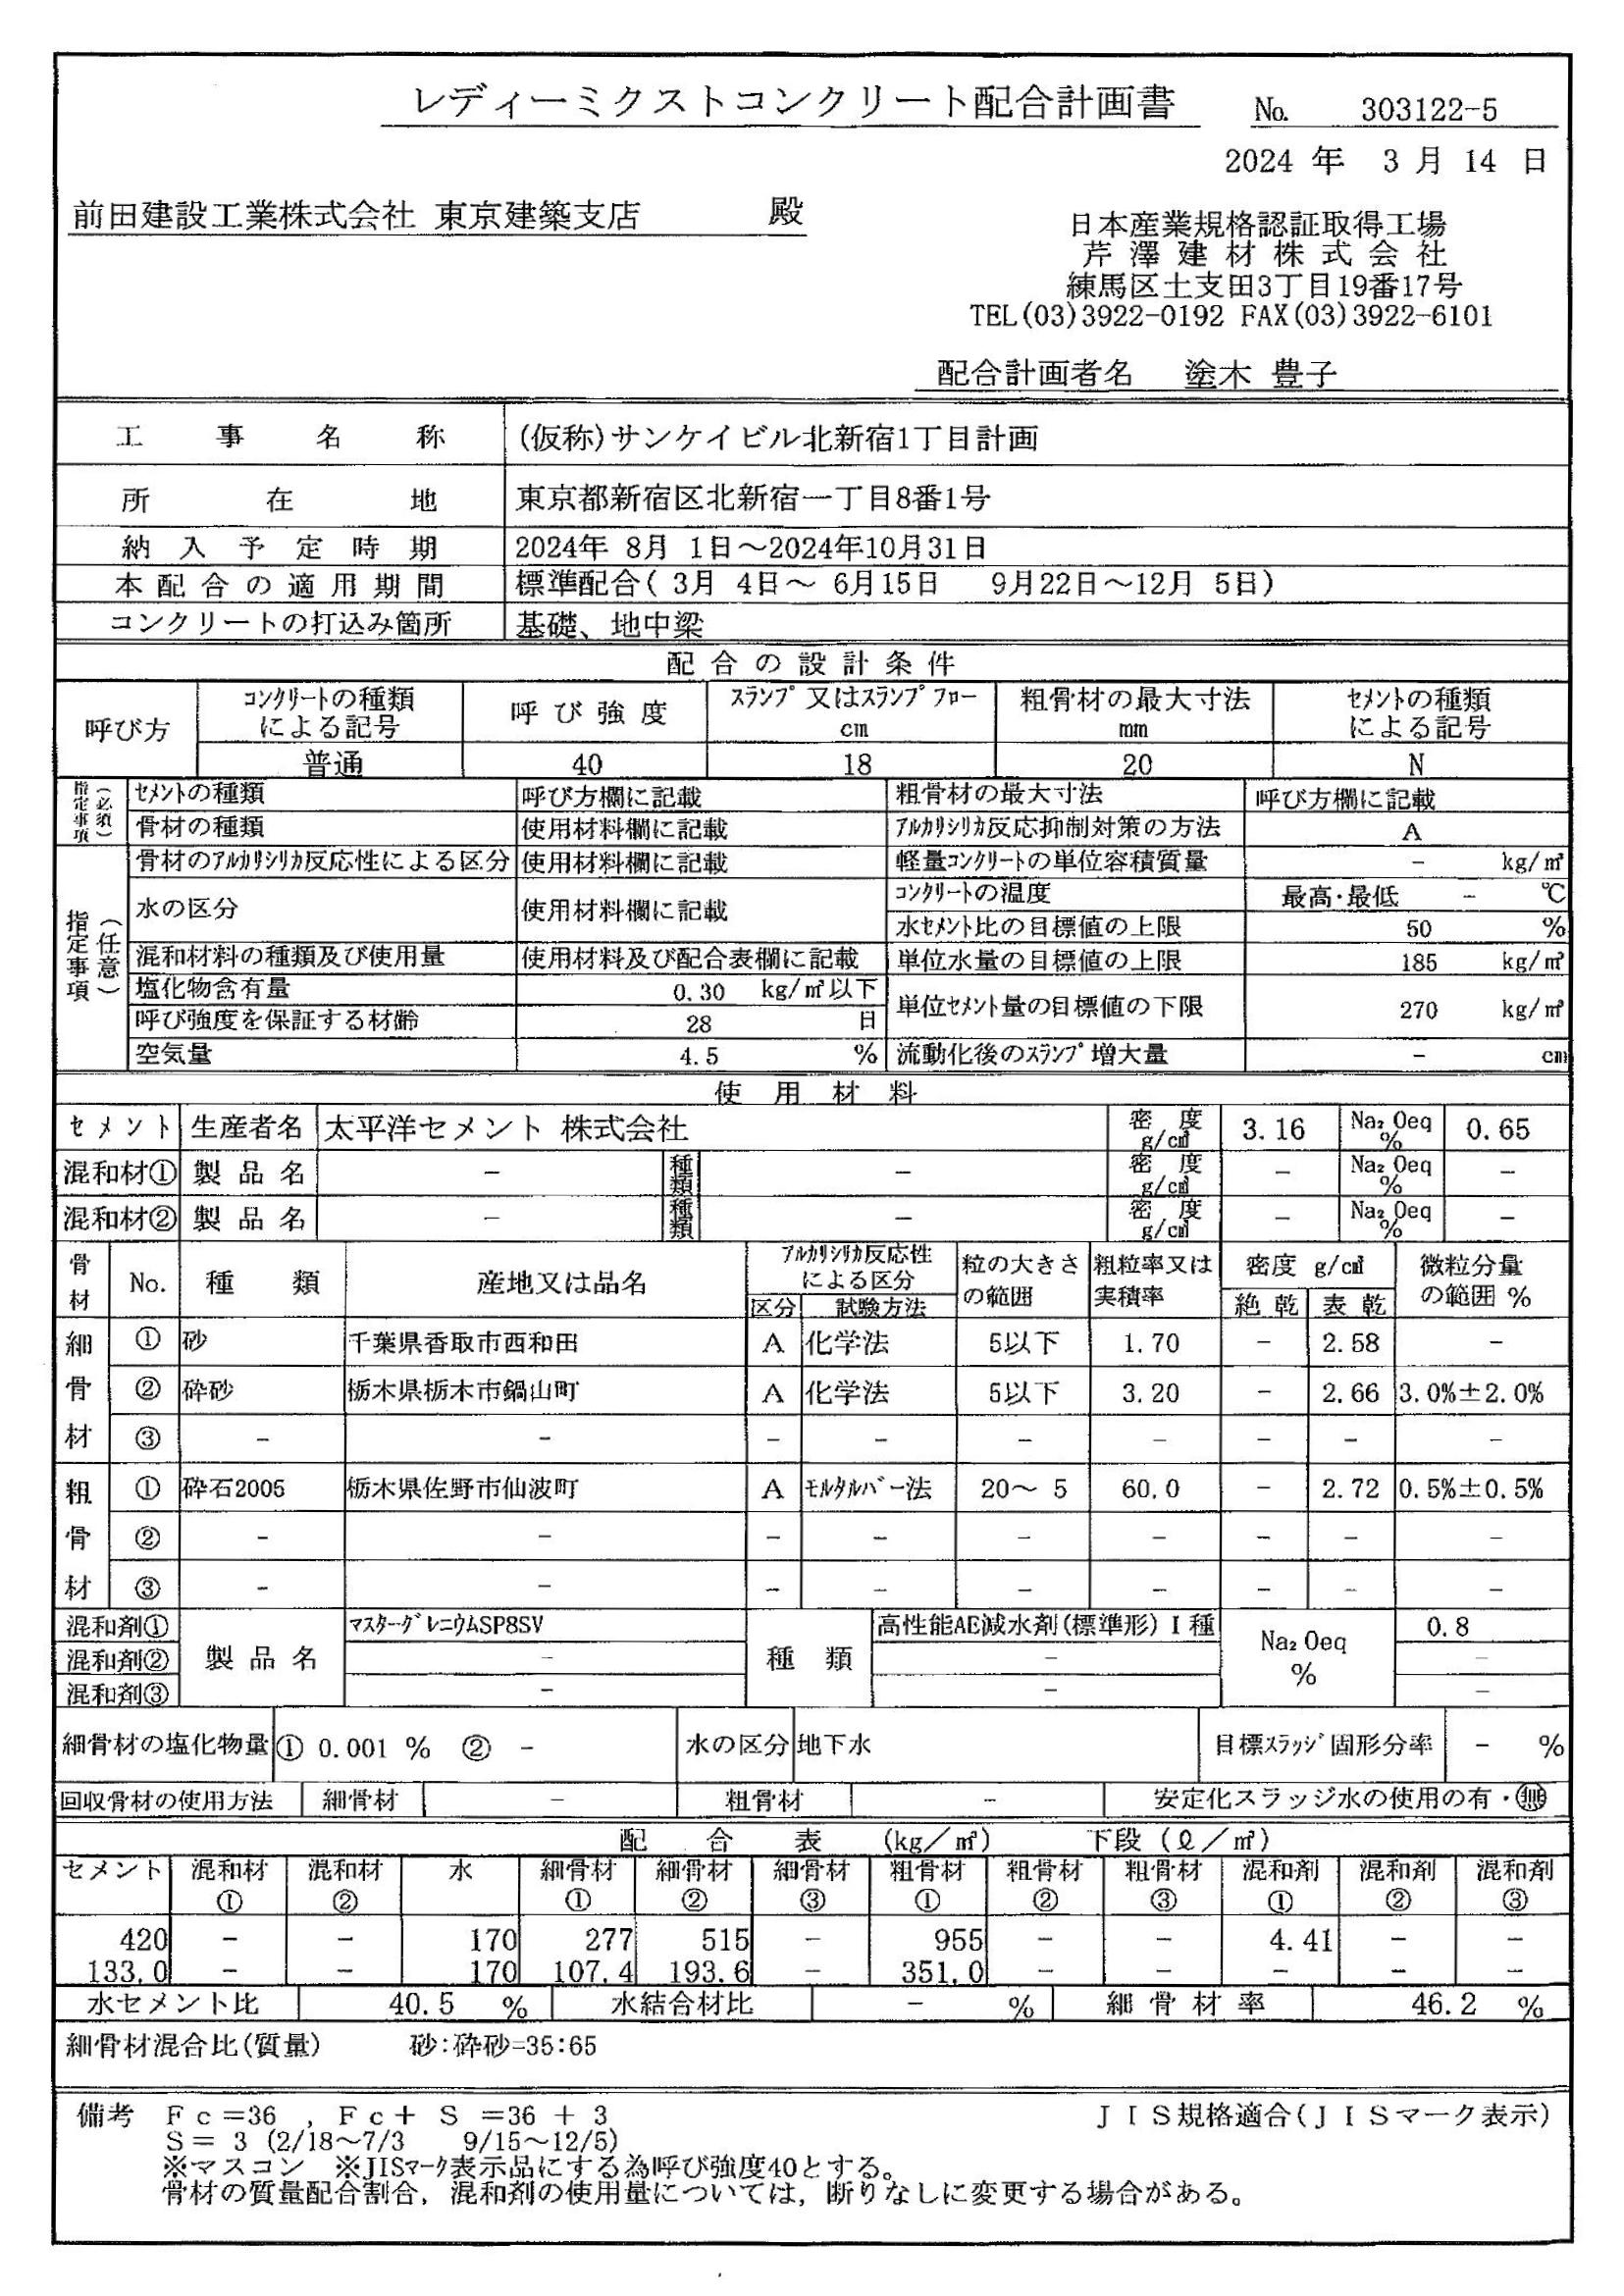 レディーミクストコンクリート配合計画書 No. 303122-5
2024 年 3 月 14 日
前田建設工業株式会社 東京建築支店 殿
日本産業規格認証取得工場
芹澤建材株式会社
練馬区土支田3丁目19番17号
TEL(03)3922-0192 FAX(03)3922-6101
配合計画者名 塗木 豊子
工事名称 (仮称)サンケイビル北新宿1丁目計画
所在地 東京都新宿区北新宿一丁目8番1号
納入予定時期 2024年 8月 1日～2024年10月31日
本配合の適用期間 標準配合( 3月 4日～ 6月15日 9月22日～12月 5日)
コンクリートの打込み箇所 基礎、地中梁
配合の設計条件
呼び方 コンクリートの種類による記号 呼び強度 スランプ又はスランプフロー cm 粗骨材の最大寸法 mm セメントの種類による記号
普通 40 18 20 N
指定事項(必須) セメントの種類 呼び方欄に記載 粗骨材の最大寸法 呼び方欄に記載
骨材の種類 使用材料欄に記載 アルカリシリカ反応抑制対策の方法 A
指定事項(任意) 骨材のアルカリシリカ反応性による区分 使用材料欄に記載 軽量コンクリートの単位容積質量 － kg/㎥
水の区分 使用材料欄に記載 コンクリートの温度 最高･最低 － ℃
水セメント比の目標値の上限 50 %
混和材料の種類及び使用量 使用材料及び配合表欄に記載 単位水量の目標値の上限 185 kg/㎥
塩化物含有量 0.30 kg/㎥以下 単位セメント量の目標値の下限 270 kg/㎥
呼び強度を保証する材齢 28 日
空気量 4.5 % 流動化後のスランプ増大量 － cm
使用材料
セメント 生産者名 太平洋セメント 株式会社 密度 g/cm³ 3.16 Na₂Oeq % 0.65
混和材① 製品名 － 種類 － 密度 g/cm³ － Na₂Oeq % －
混和材② 製品名 － 種類 － 密度 g/cm³ － Na₂Oeq % －
骨材 No. 種類 産地又は品名 アルカリシリカ反応性による区分 粒の大きさの範囲 粗粒率又は実積率 密度 g/cm³ 微粒分量の範囲 %
区分 試験方法 絶乾 表乾
細骨材 ① 砂 千葉県香取市西和田 A 化学法 5以下 1.70 － 2.58 －
② 砕砂 栃木県栃木市鍋山町 A 化学法 5以下 3.20 － 2.66 3.0%±2.0%
③ － － － － － － － － －
粗骨材 ① 砕石2005 栃木県佐野市仙波町 A モルタルバー法 20～ 5 60.0 － 2.72 0.5%±0.5%
② － － － － － － － － －
③ － － － － － － － － －
混和剤① 製品名 マスターグレニウムSP8SV 種類 高性能AE減水剤(標準形)Ⅰ種 Na₂Oeq % 0.8
混和剤② － － －
混和剤③ － － －
細骨材の塩化物量 ① 0.001 % ② － 水の区分 地下水 目標スラッジ固形分率 － %
回収骨材の使用方法 細骨材 － 粗骨材 － 安定化スラッジ水の使用の有・無
配合表 (kg／㎥) 下段(ℓ／㎥)
セメント 混和材① 混和材② 水 細骨材① 細骨材② 細骨材③ 粗骨材① 粗骨材② 粗骨材③ 混和剤① 混和剤② 混和剤③
420 － － 170 277 515 － 955 － － 4.41 － －
133.0 － － 170 107.4 193.6 － 351.0 － － － － －
水セメント比 40.5 % 水結合材比 － % 細骨材率 46.2 %
細骨材混合比(質量) 砂:砕砂=35:65
備考 Ｆｃ＝36 ，Ｆｃ＋Ｓ＝36 ＋ 3 ＪＩＳ規格適合(ＪＩＳマーク表示)
Ｓ＝ 3 (2/18～7/3 9/15～12/5)
※マスコン ※JISマーク表示品にする為呼び強度40とする。
骨材の質量配合割合，混和剤の使用量については，断りなしに変更する場合がある。